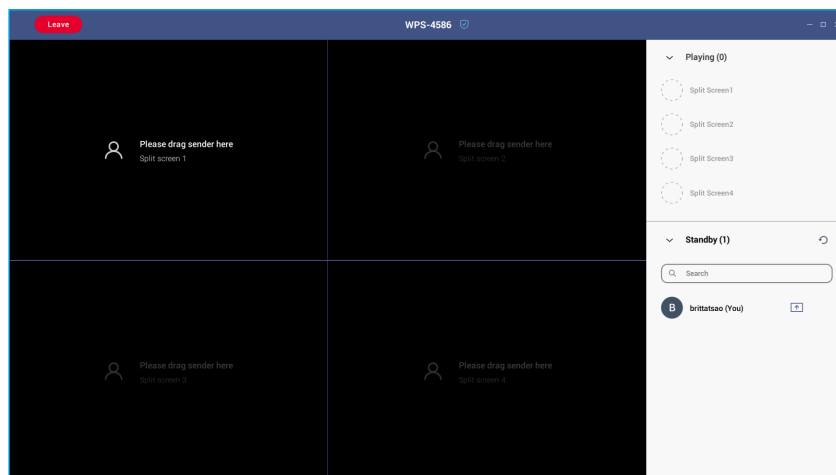 Leave
WPS-4586
Please drag sender here
Split screen 1
Please drag sender here
Split screen 2
Please drag sender here
Split screen 3
Please drag sender here
Split screen 4
Playing (0)
Split Screen1
Split Screen2
Split Screen3
Split Screen4
Standby (1)
Search
B brittatsao (You)